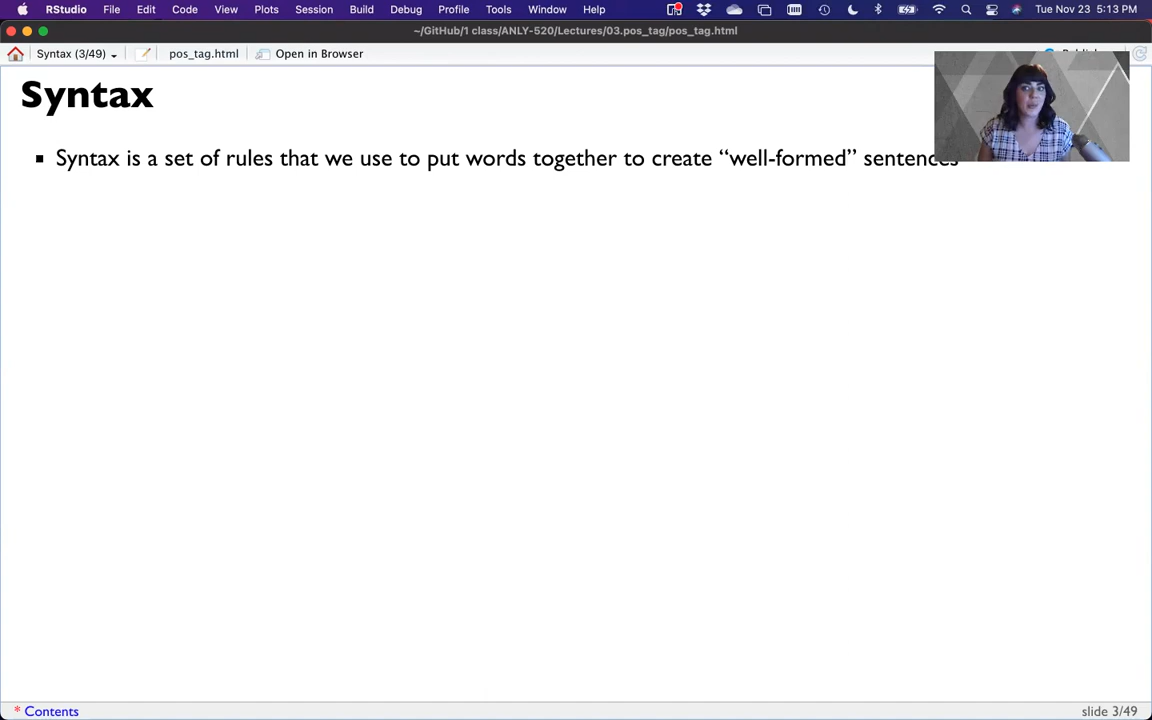 RStudio File Edit Code View Plots Session Build Debug Profile Tools Window Help Tue Nov 23 5:13 PM
~/GitHub/1 class/ANLY-520/Lectures/03.pos_tag/pos_tag.html
Syntax (3/49) pos_tag.html Open in Browser
Syntax
▪ Syntax is a set of rules that we use to put words together to create “well-formed” sentences
* Contents
slide 3/49